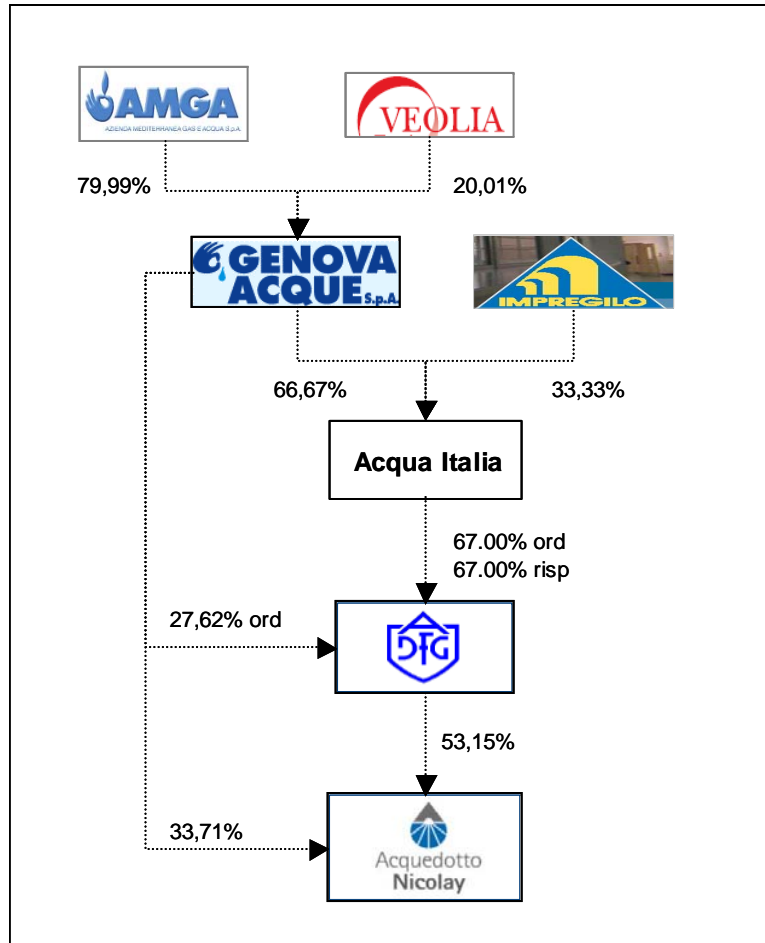 AMGA
AZIENDA MEDITERRANEA GAS E ACQUA S.p.A.
VEOLIA
79,99%
20,01%
GENOVA
ACQUE S.p.A.
IMPREGILO
66,67%
33,33%
Acqua Italia
67.00% ord
67.00% risp
27,62% ord
DFG
53,15%
33,71%
Acquedotto
Nicolay